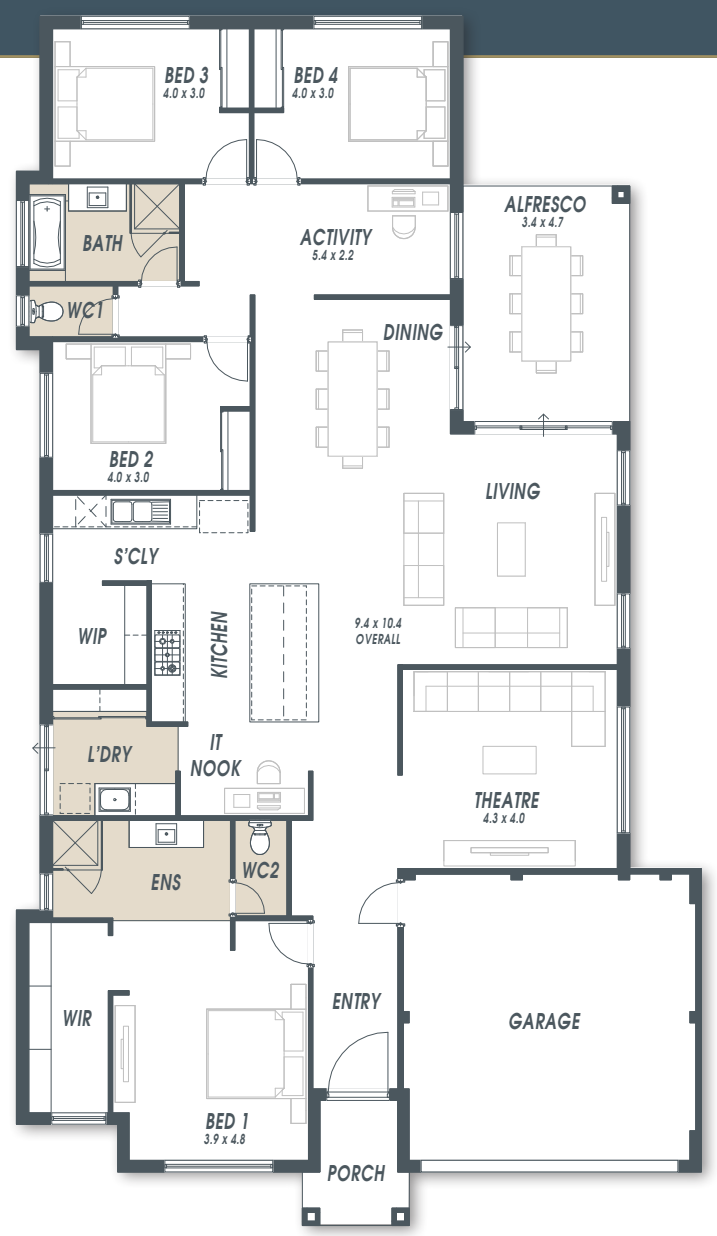 BED 3
4.0 x 3.0
BED 4
4.0 x 3.0
ALFRESCO
3.4 x 4.7
BATH
ACTIVITY
5.4 x 2.2
WC1
DINING
BED 2
4.0 x 3.0
LIVING
S'CLY
WIP
KITCHEN
9.4 x 10.4
OVERALL
L'DRY
IT
NOOK
THEATRE
4.3 x 4.0
ENS
WC2
WIR
ENTRY
GARAGE
BED 1
3.9 x 4.8
PORCH